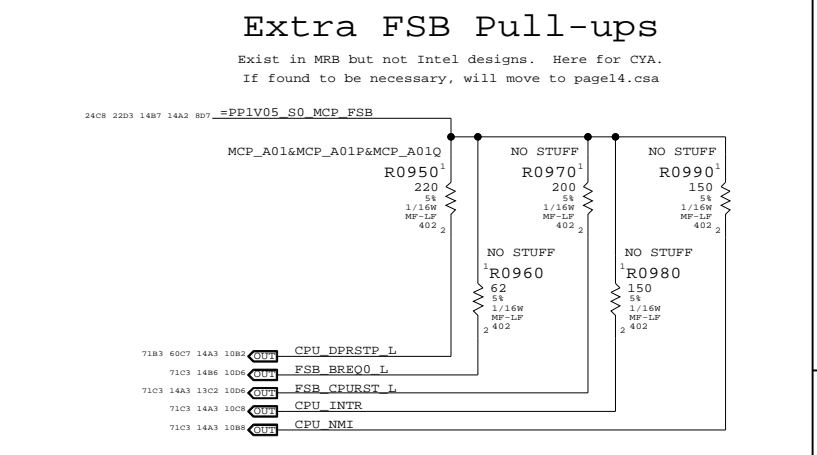 Extra FSB Pull-ups
Exist in MRB but not Intel designs. Here for CYA.
If found to be necessary, will move to page14.csa
24C8 22D3 14B7 14A2 8D7 =PP1V05_S0_MCP_FSB
MCP_A01&MCP_A01P&MCP_A01Q
R0950 1
220
5%
1/16W
MF-LF
402 2
NO STUFF
R0970 1
200
5%
1/16W
MF-LF
402 2
NO STUFF
R0990 1
150
5%
1/16W
MF-LF
402 2
NO STUFF
1 R0960
62
5%
1/16W
MF-LF
2 402
NO STUFF
1 R0980
150
5%
1/16W
MF-LF
2 402
71B3 60C7 14A3 10B2 OUT CPU_DPRSTP_L
71C3 14B6 10D6 OUT FSB_BREQ0_L
71C3 14A3 13C2 10D6 OUT FSB_CPURST_L
71C3 14A3 10C8 OUT CPU_INTR
71C3 14A3 10B8 OUT CPU_NMI